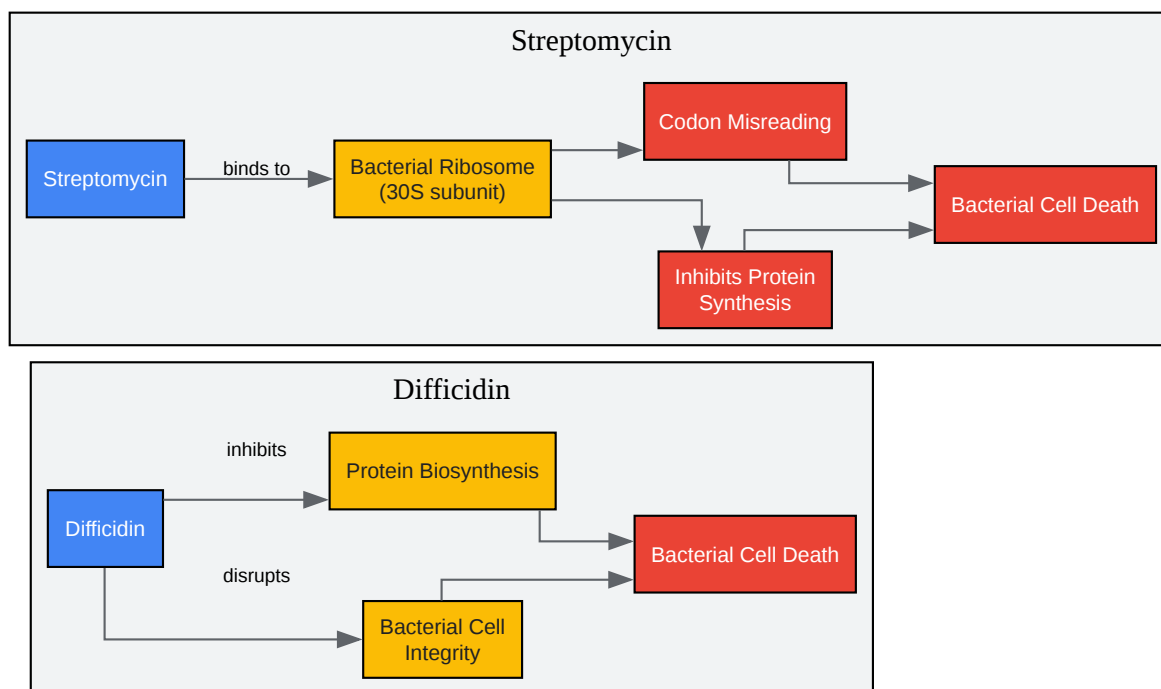 Streptomycin
Codon Misreading
Streptomycin
binds to
Bacterial Ribosome
(30S subunit)
Bacterial Cell Death
Inhibits Protein
Synthesis
Difficidin
inhibits
Protein Biosynthesis
Difficidin
Bacterial Cell Death
disrupts
Bacterial Cell
Integrity